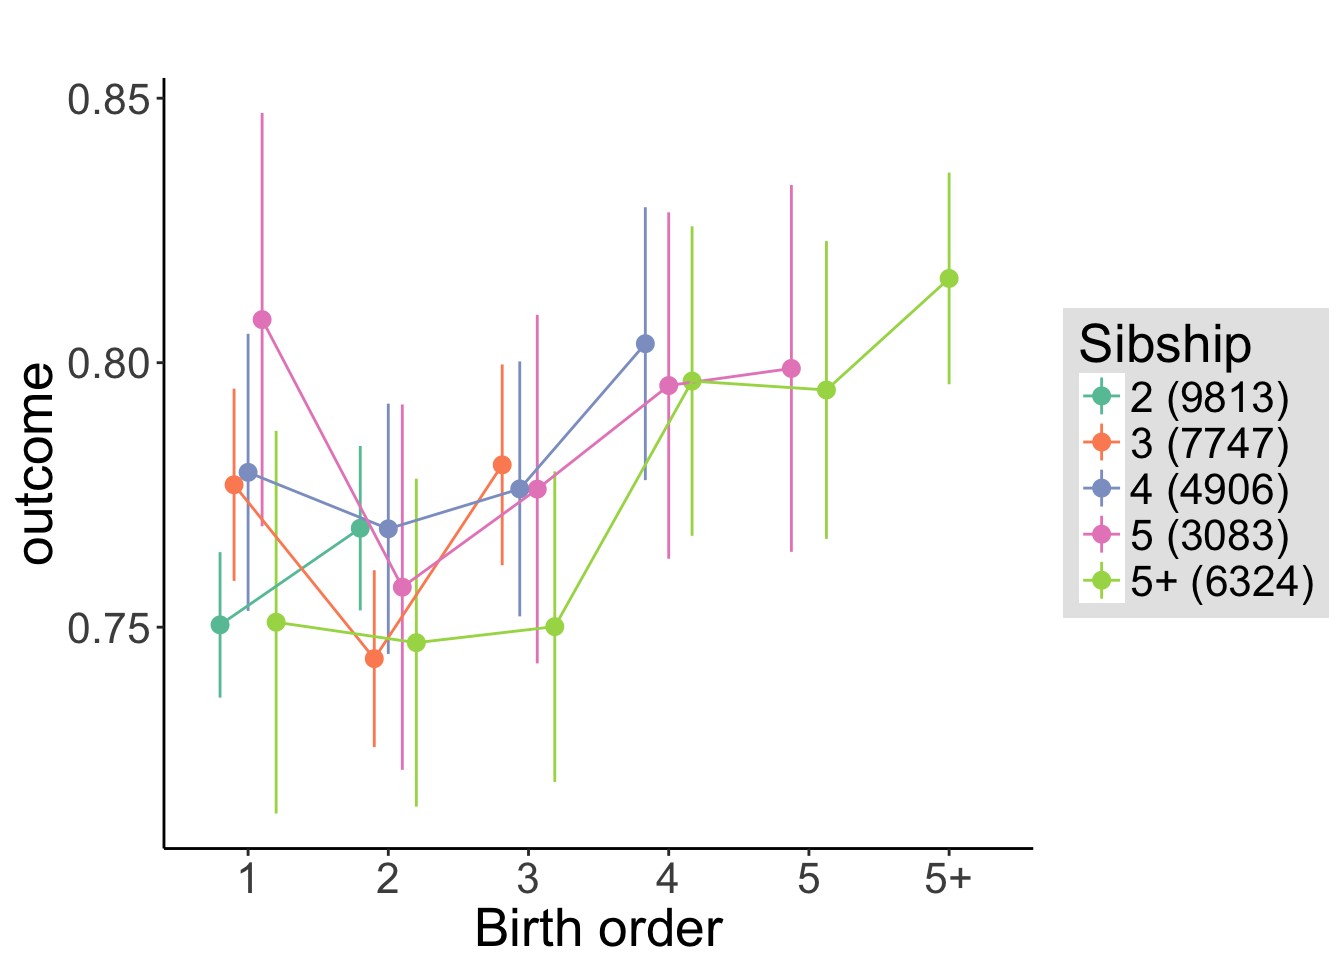 0.85
0.80
0.75
outcome
1 2 3 4 5 5+
Birth order
Sibship
2 (9813)
3 (7747)
4 (4906)
5 (3083)
5+ (6324)